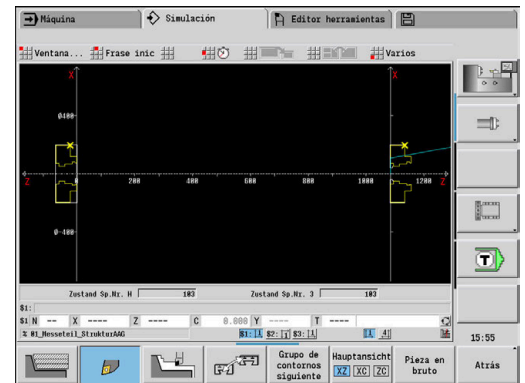 Máquina Simulación Editor herramientas
Ventana... Frase inic Varios
X X
Ø400
Z 0 200 400 600 800 1000 1200 Z
Ø-400
Zustand Sp.Nr. H 103 Zustand Sp.Nr. 3 103
$1:
$1 N -- X ---- Z ---- C 0.000 Y ---- T ----
% 01_Messeteil_StrukturAAG $1: $2: $3:
15:55
T
Grupo de contornos siguiente
Hauptansicht
XZ XC ZC
Pieza en bruto
Atrás